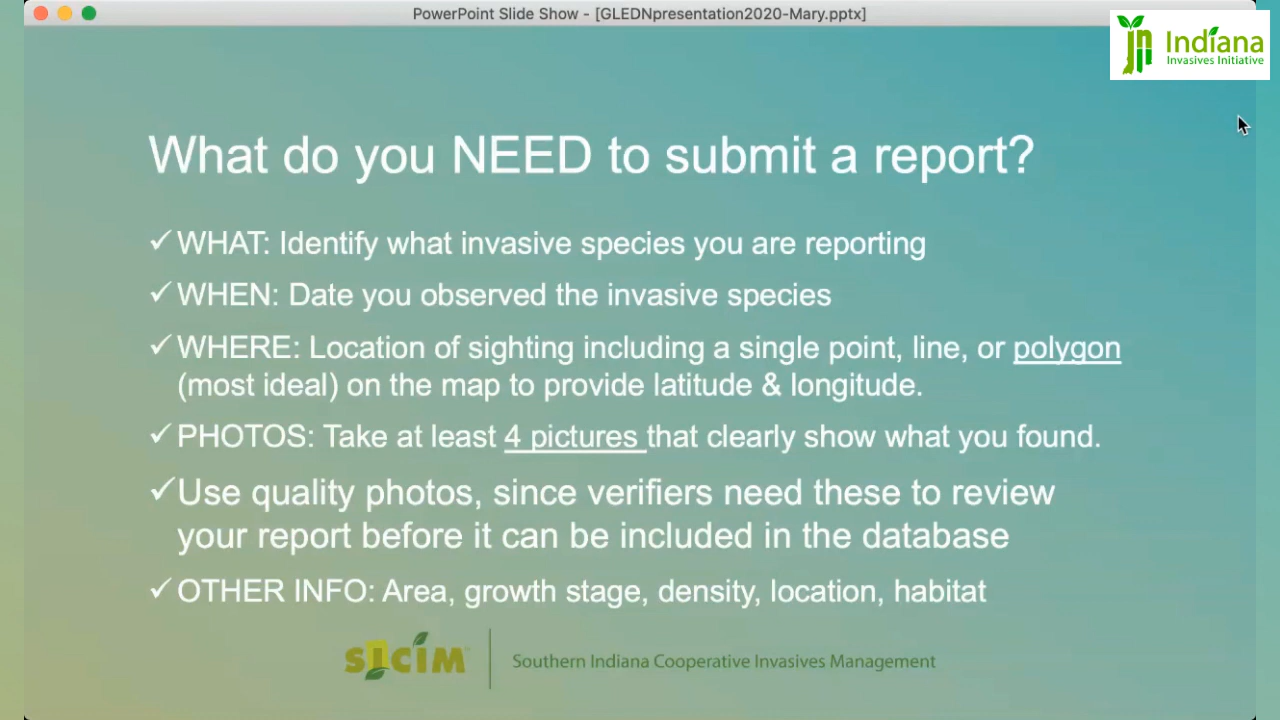 PowerPoint Slide Show - [GLEDNpresentation2020-Mary.pptx]
Indiana
Invasives Initiative
What do you NEED to submit a report?
✓WHAT: Identify what invasive species you are reporting
✓WHEN: Date you observed the invasive species
✓WHERE: Location of sighting including a single point, line, or polygon
(most ideal) on the map to provide latitude & longitude.
✓PHOTOS: Take at least 4 pictures that clearly show what you found.
✓Use quality photos, since verifiers need these to review
your report before it can be included in the database
✓OTHER INFO: Area, growth stage, density, location, habitat
SICIM
Southern Indiana Cooperative Invasives Management